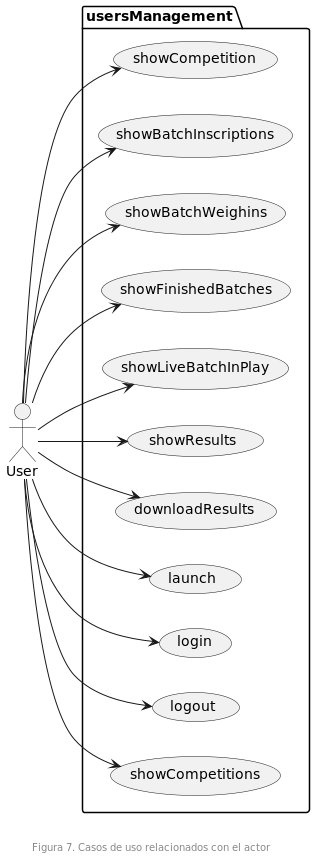 usersManagement
showCompetition
showBatchInscriptions
showBatchWeighins
showFinishedBatches
showLiveBatchInPlay
showResults
User
downloadResults
launch
login
logout
showCompetitions
Figura 7. Casos de uso relacionados con el actor